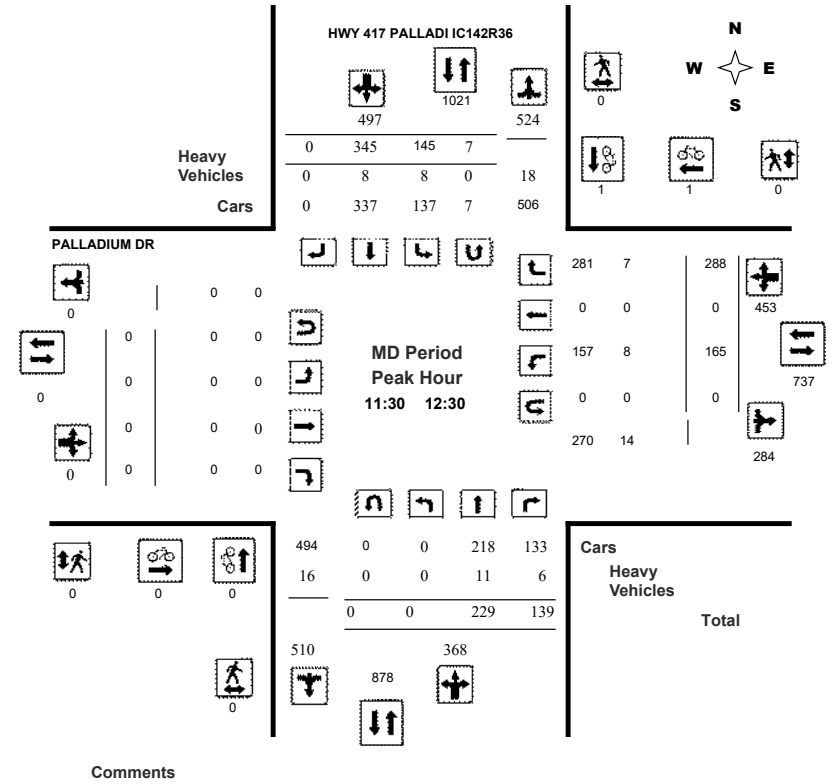 HWY 417 PALLADI IC142R36
N
W E
S
1021
0
497 524
0 345 145 7
Heavy
Vehicles
0 8 8 0 18
Cars 0 337 137 7 506
1 1 0
PALLADIUM DR
0
0 0
0 0 0
0
0 0 0
0 0 0
0
0 0 0
281 7 288
0 0 0 453
157 8 165
737
0 0 0
270 14
284
MD Period
Peak Hour
11:30 12:30
494 0 0 218 133 Cars
16 0 0 11 6 Heavy
Vehicles
0 0 229 139 Total
0 0 0
510 368
878
0
Comments